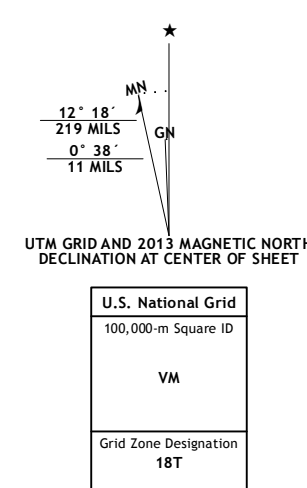 ★
MN
12° 18´
219 MILS
GN
0° 38´
11 MILS
UTM GRID AND 2013 MAGNETIC NORTH
DECLINATION AT CENTER OF SHEET
U.S. National Grid
100,000-m Square ID
VM
Grid Zone Designation
18T